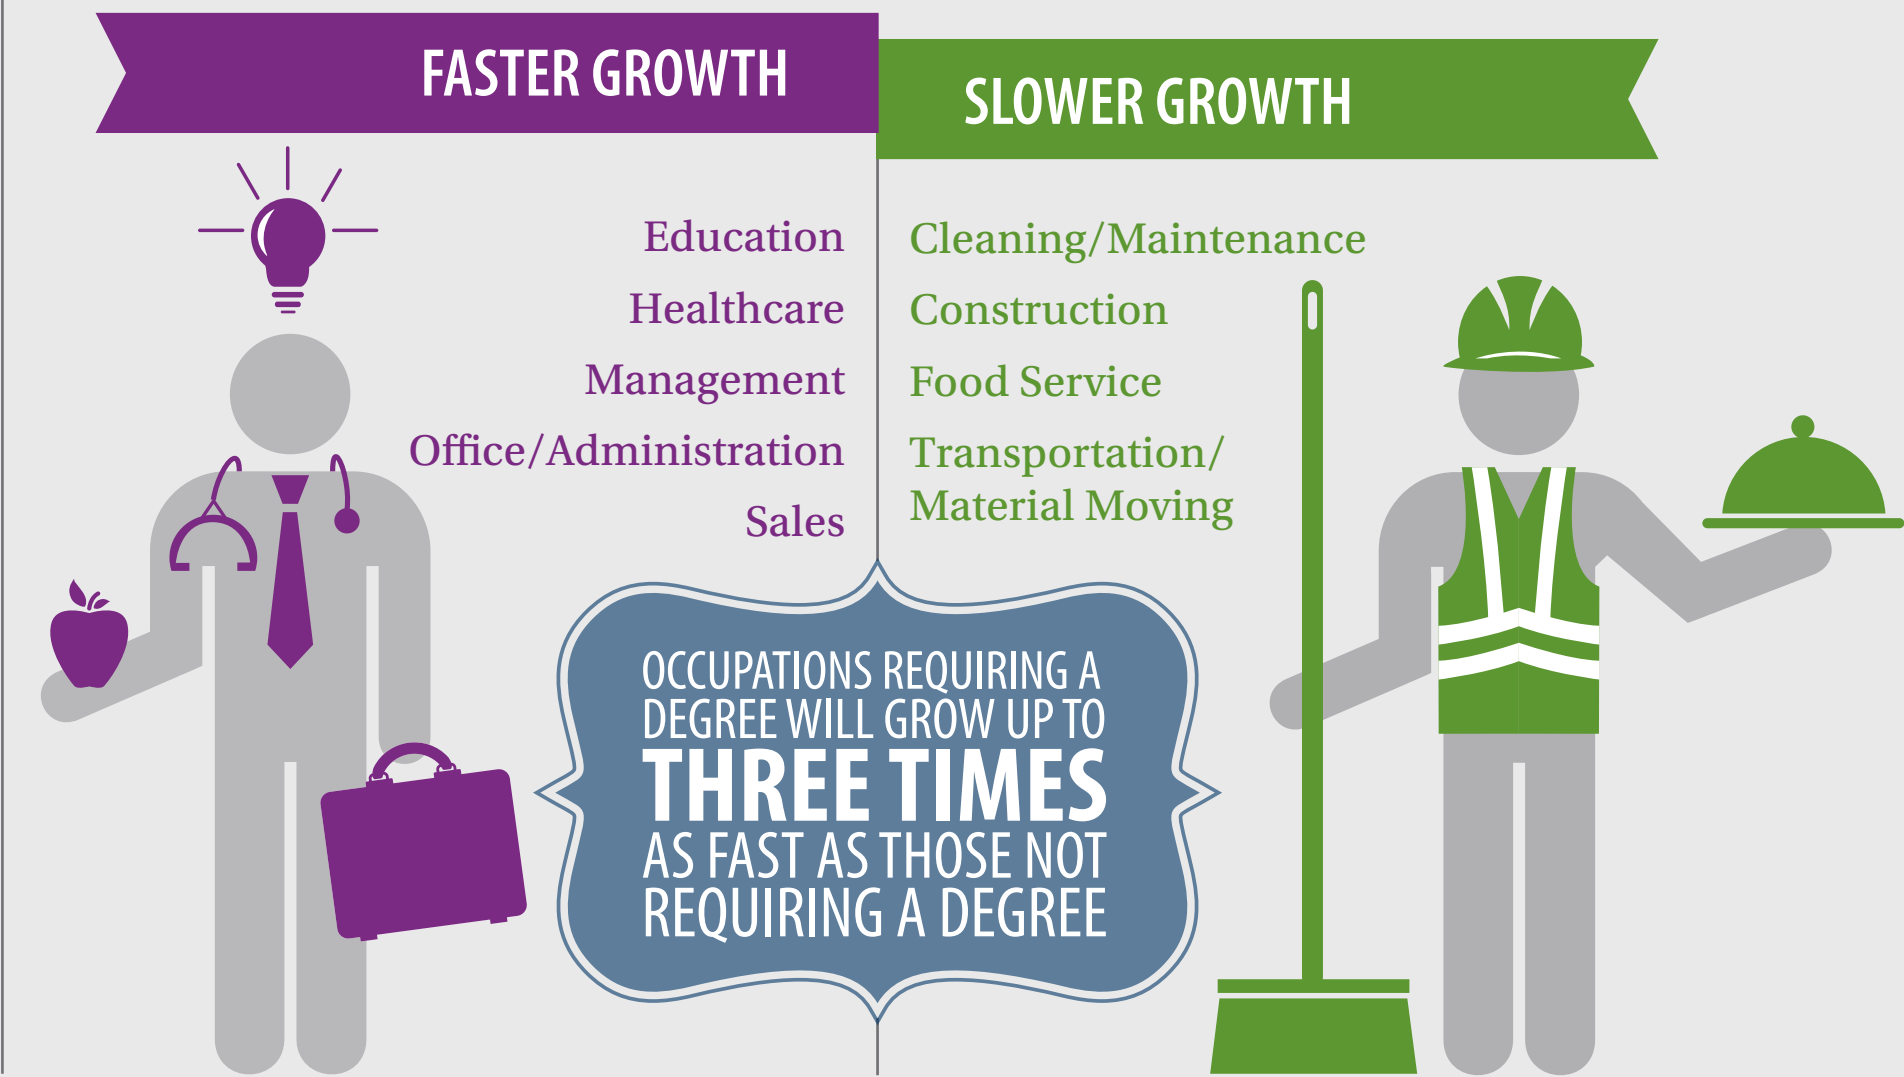 FASTER GROWTH
Education
Healthcare
Management
Office/Administration
Sales
SLOWER GROWTH
Cleaning/Maintenance
Construction
Food Service
Transportation/
Material Moving
OCCUPATIONS REQUIRING A
DEGREE WILL GROW UP TO
THREE TIMES
AS FAST AS THOSE NOT
REQUIRING A DEGREE